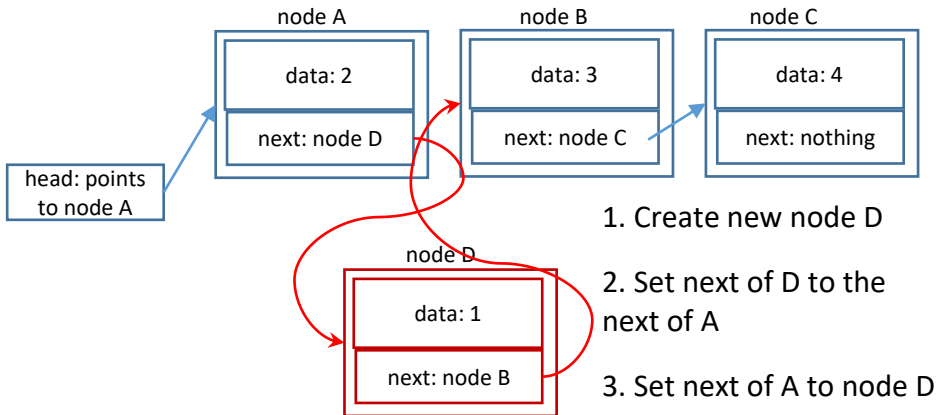 node A
node B
node C
data: 2
data: 3
data: 4
next: node D
next: node C
next: nothing
head: points
to node A
1. Create new node D
node D
2. Set next of D to the
next of A
data: 1
next: node B
3. Set next of A to node D